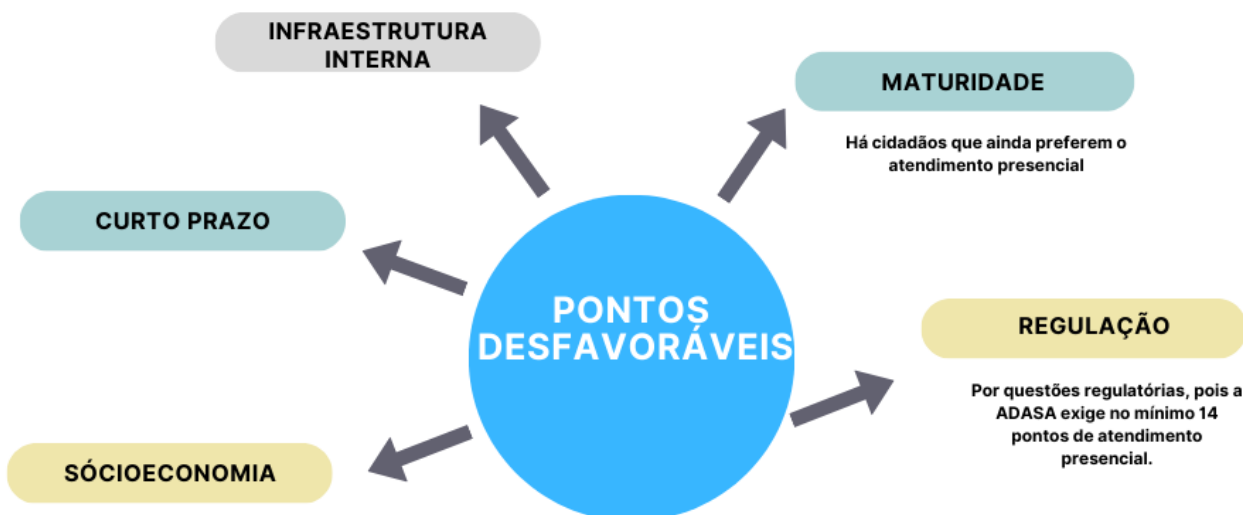 INFRAESTRUTURA
INTERNA
MATURIDADE
Há cidadãos que ainda preferem o
atendimento presencial
CURTO PRAZO
PONTOS
DESFAVORÁVEIS
REGULAÇÃO
Por questões regulatórias, pois a
ADASA exige no mínimo 14
pontos de atendimento
presencial.
SÓCIOECONOMIA